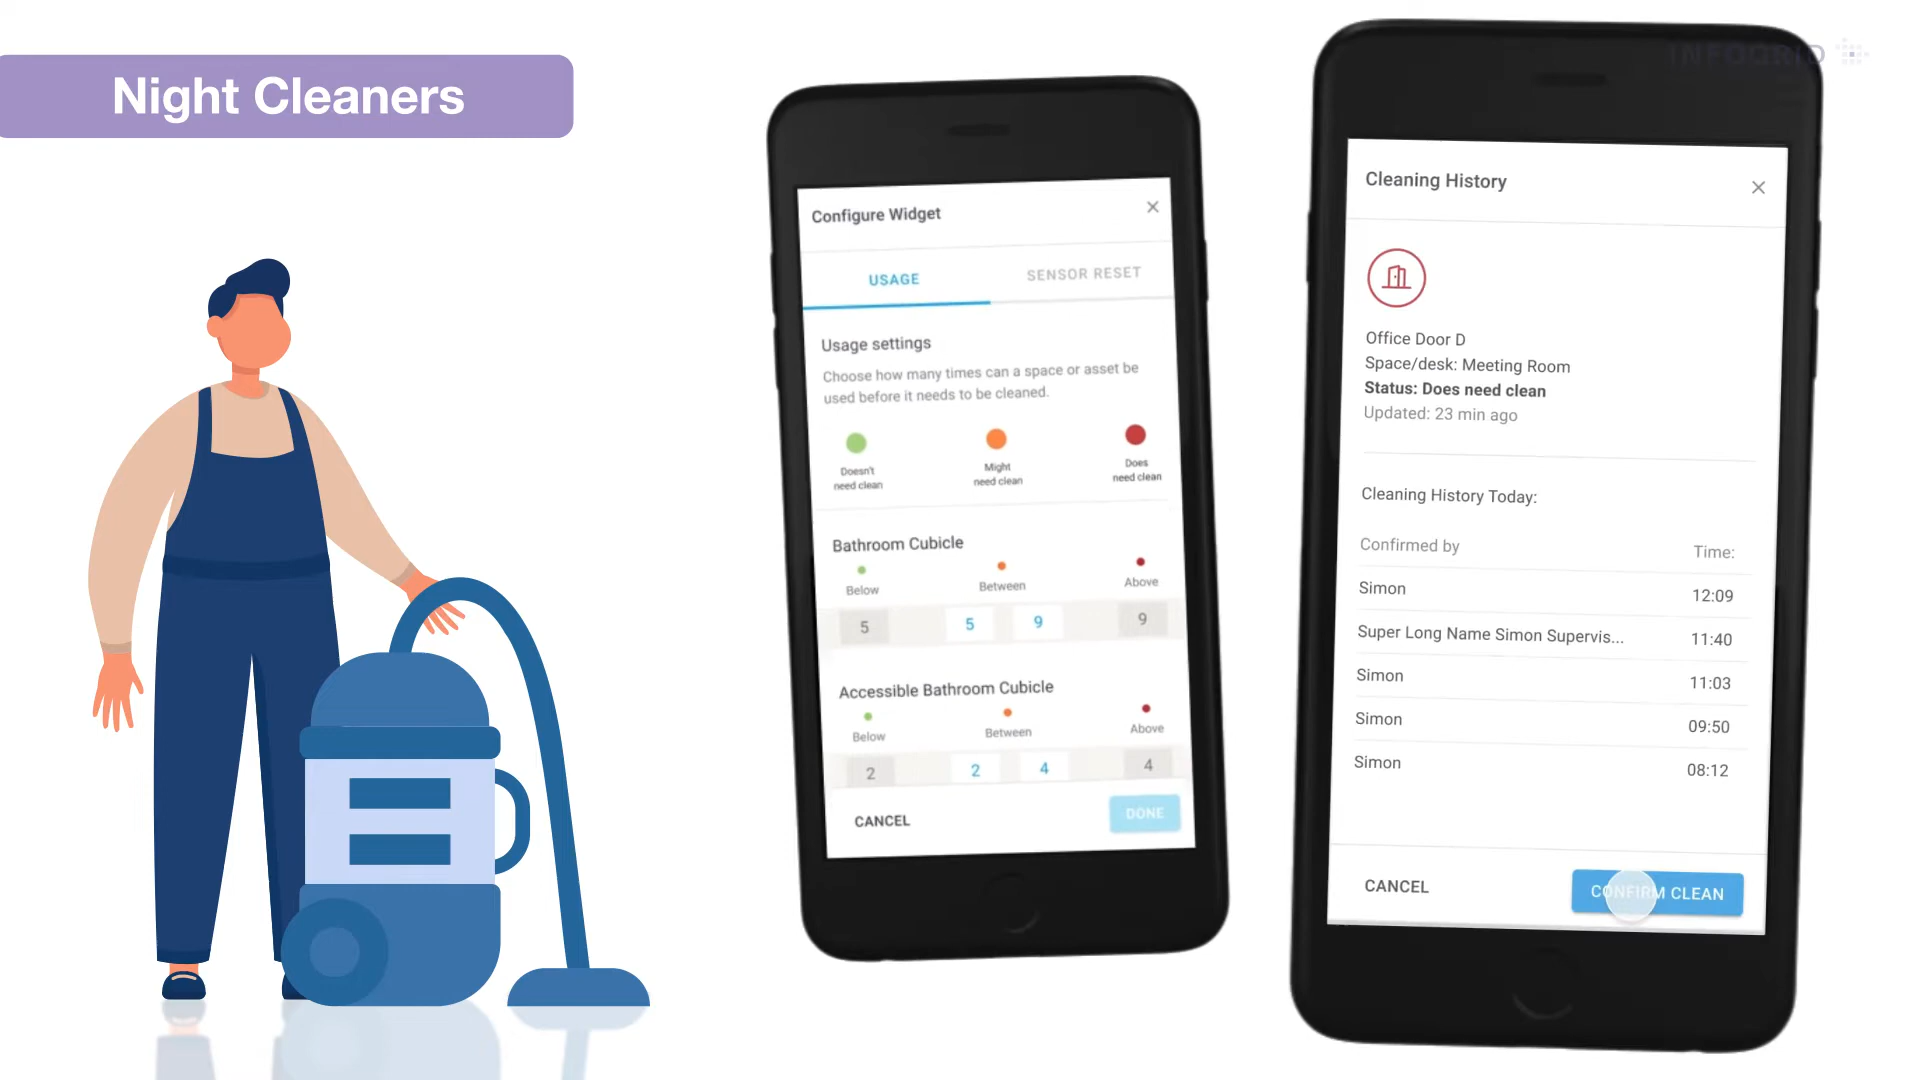 Night Cleaners
Configure Widget
USAGE
SENSOR RESET
Usage settings
Choose how many times can a space or asset be
used before it needs to be cleaned.
Doesn't
need clean
Might
need clean
Does
need clean
Bathroom Cubicle
Below
Between
Above
5
5
9
9
Accessible Bathroom Cubicle
Below
Between
Above
2
2
4
4
CANCEL
DONE
INFOGRID
Cleaning History
Office Door D
Space/desk: Meeting Room
Status: Does need clean
Updated: 23 min ago
Cleaning History Today:
Confirmed by Time:
Simon 12:09
Super Long Name Simon Supervis... 11:40
Simon 11:03
Simon 09:50
Simon 08:12
CANCEL
CONFIRM CLEAN